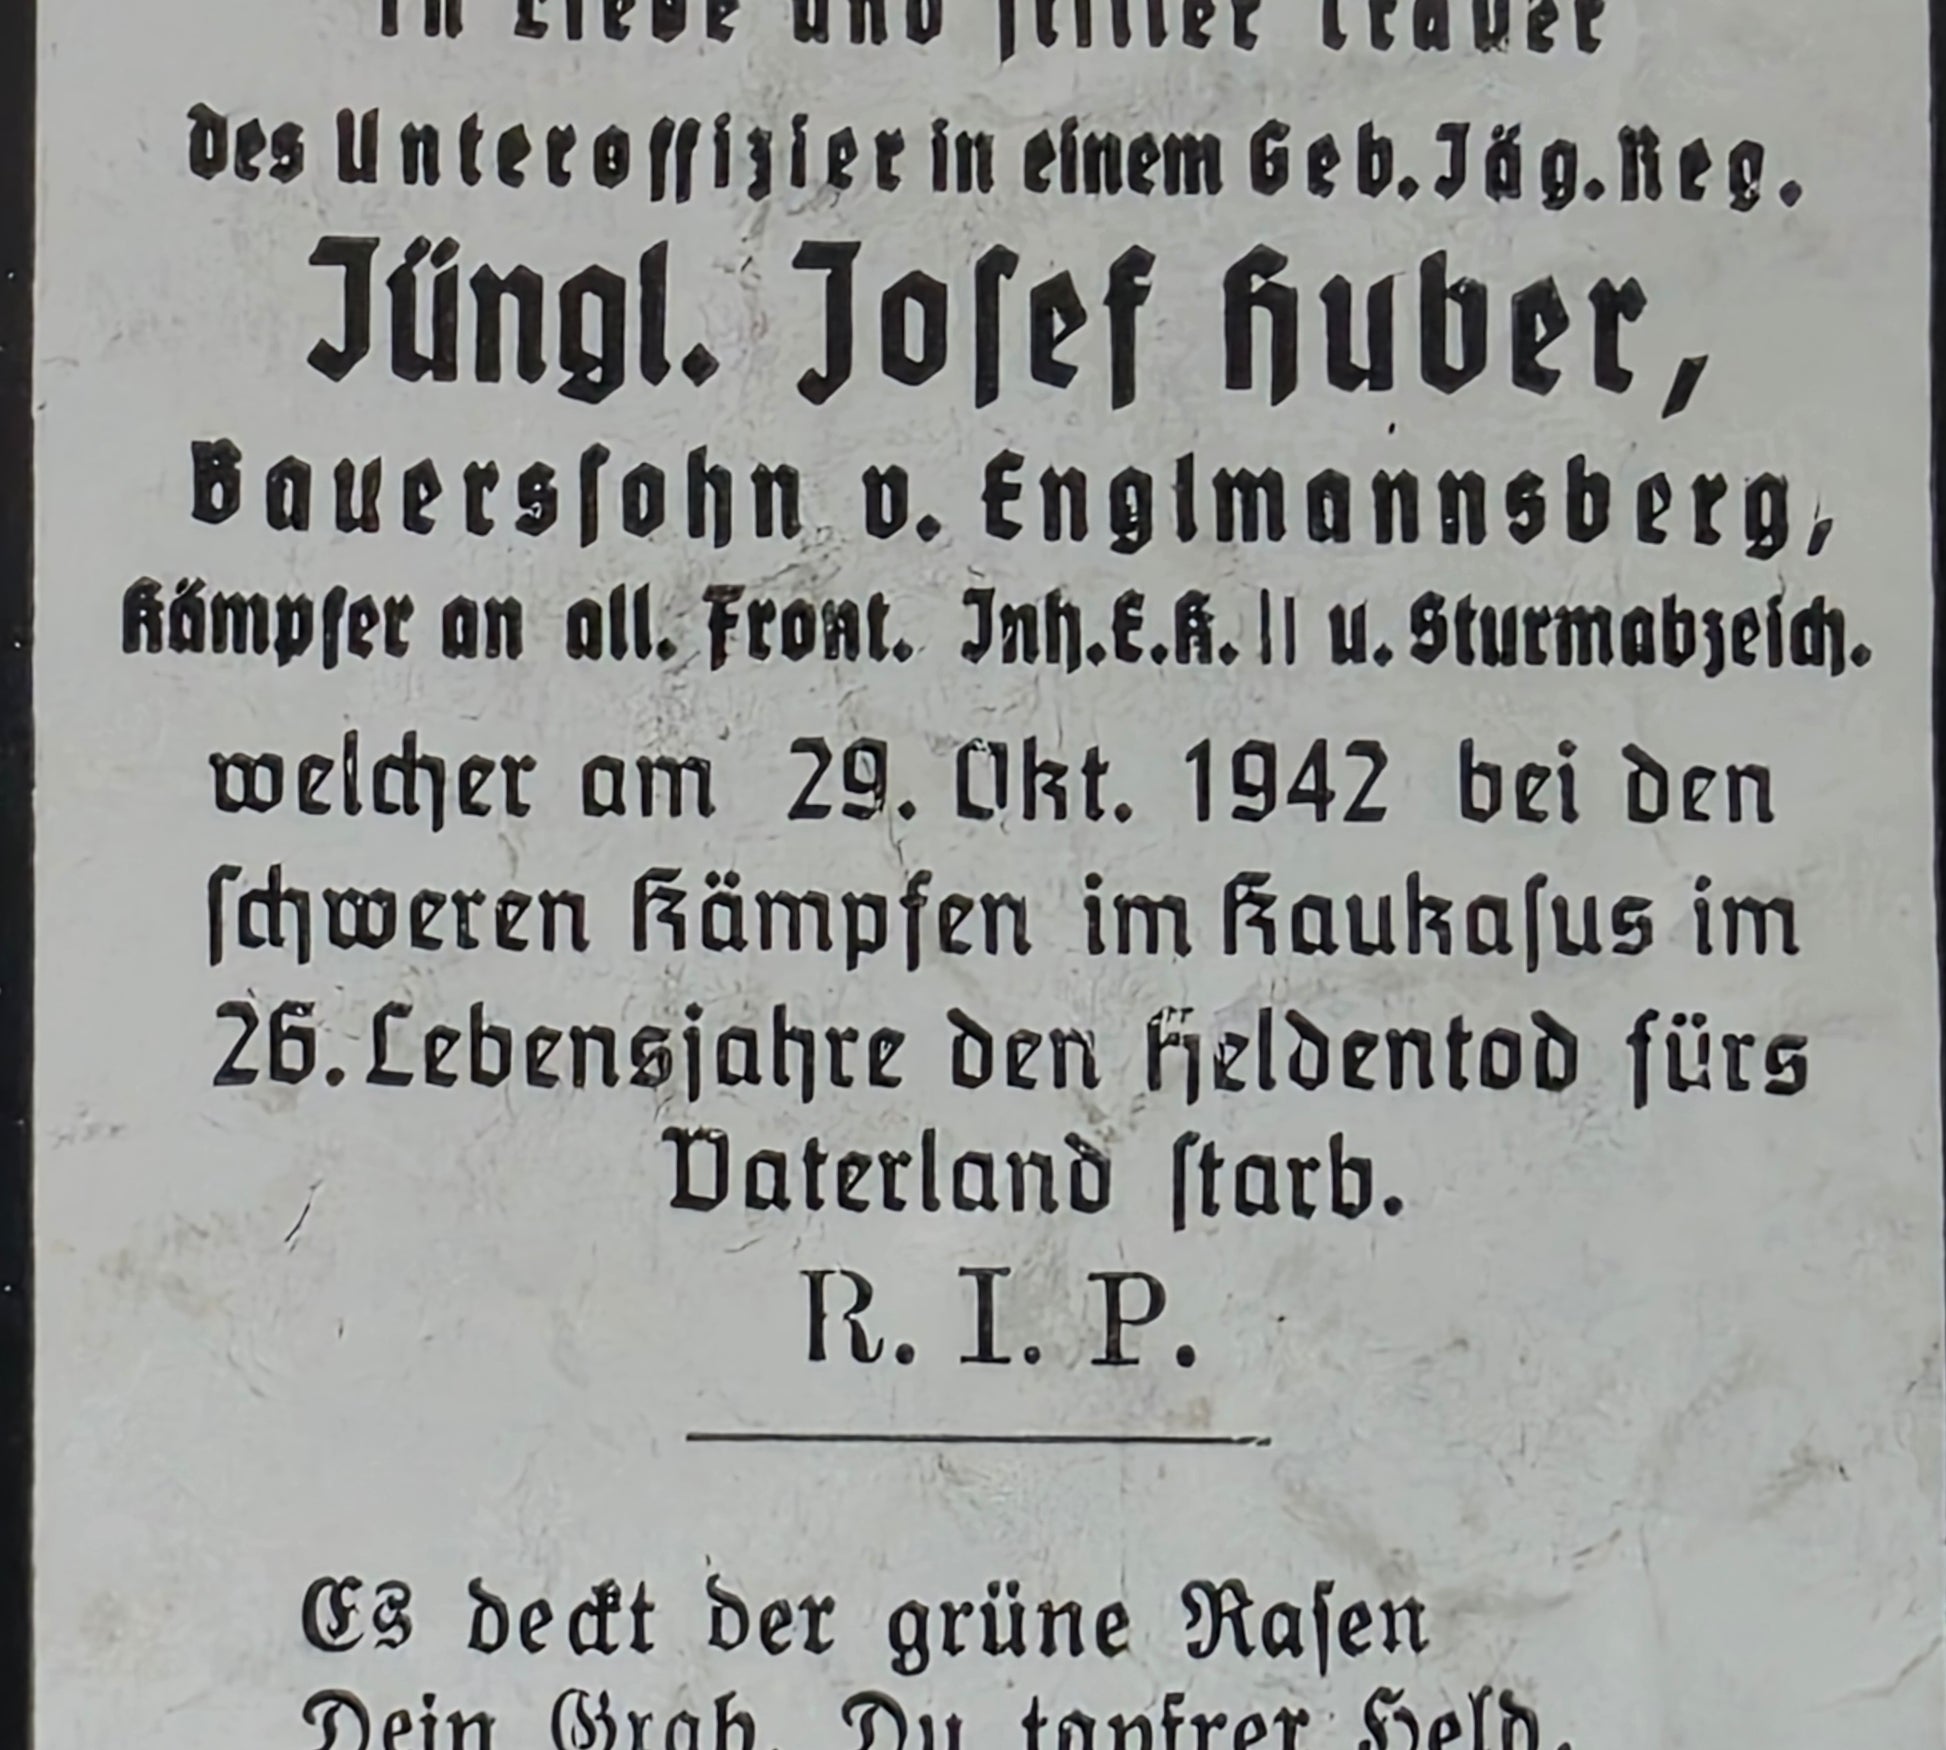 in Liebe und stiller Trauer
des Unteroffizier in einem Geb. Jäg. Reg.
Jüngl. Josef Huber,
Bauerssohn v. Englmannsberg,
Kämpfer an all. Front. Inh. E. K. II u. Sturmabzeich.
welcher am 29. Okt. 1942 bei den
schweren Kämpfen im Kaukasus im
26. Lebensjahre den Heldentod fürs
Vaterland starb.
R. I. P.
Es deckt der grüne Rasen
Dein Grab, Du tapfrer Held.